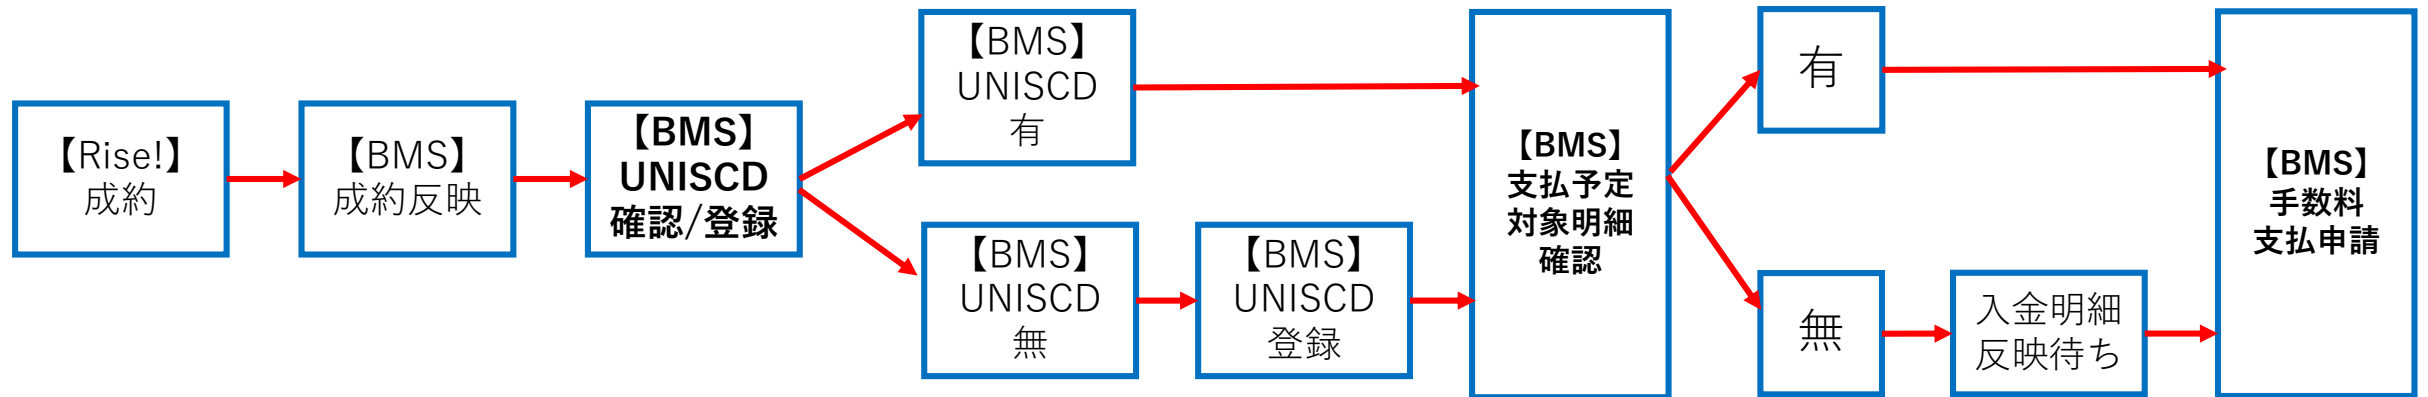 【Rise!】
成約
【BMS】
成約反映
【BMS】
UNISCD
確認/登録
【BMS】
UNISCD
有
【BMS】
UNISCD
無
【BMS】
UNISCD
登録
【BMS】
支払予定
対象明細
確認
有
無
入金明細
反映待ち
【BMS】
手数料
支払申請